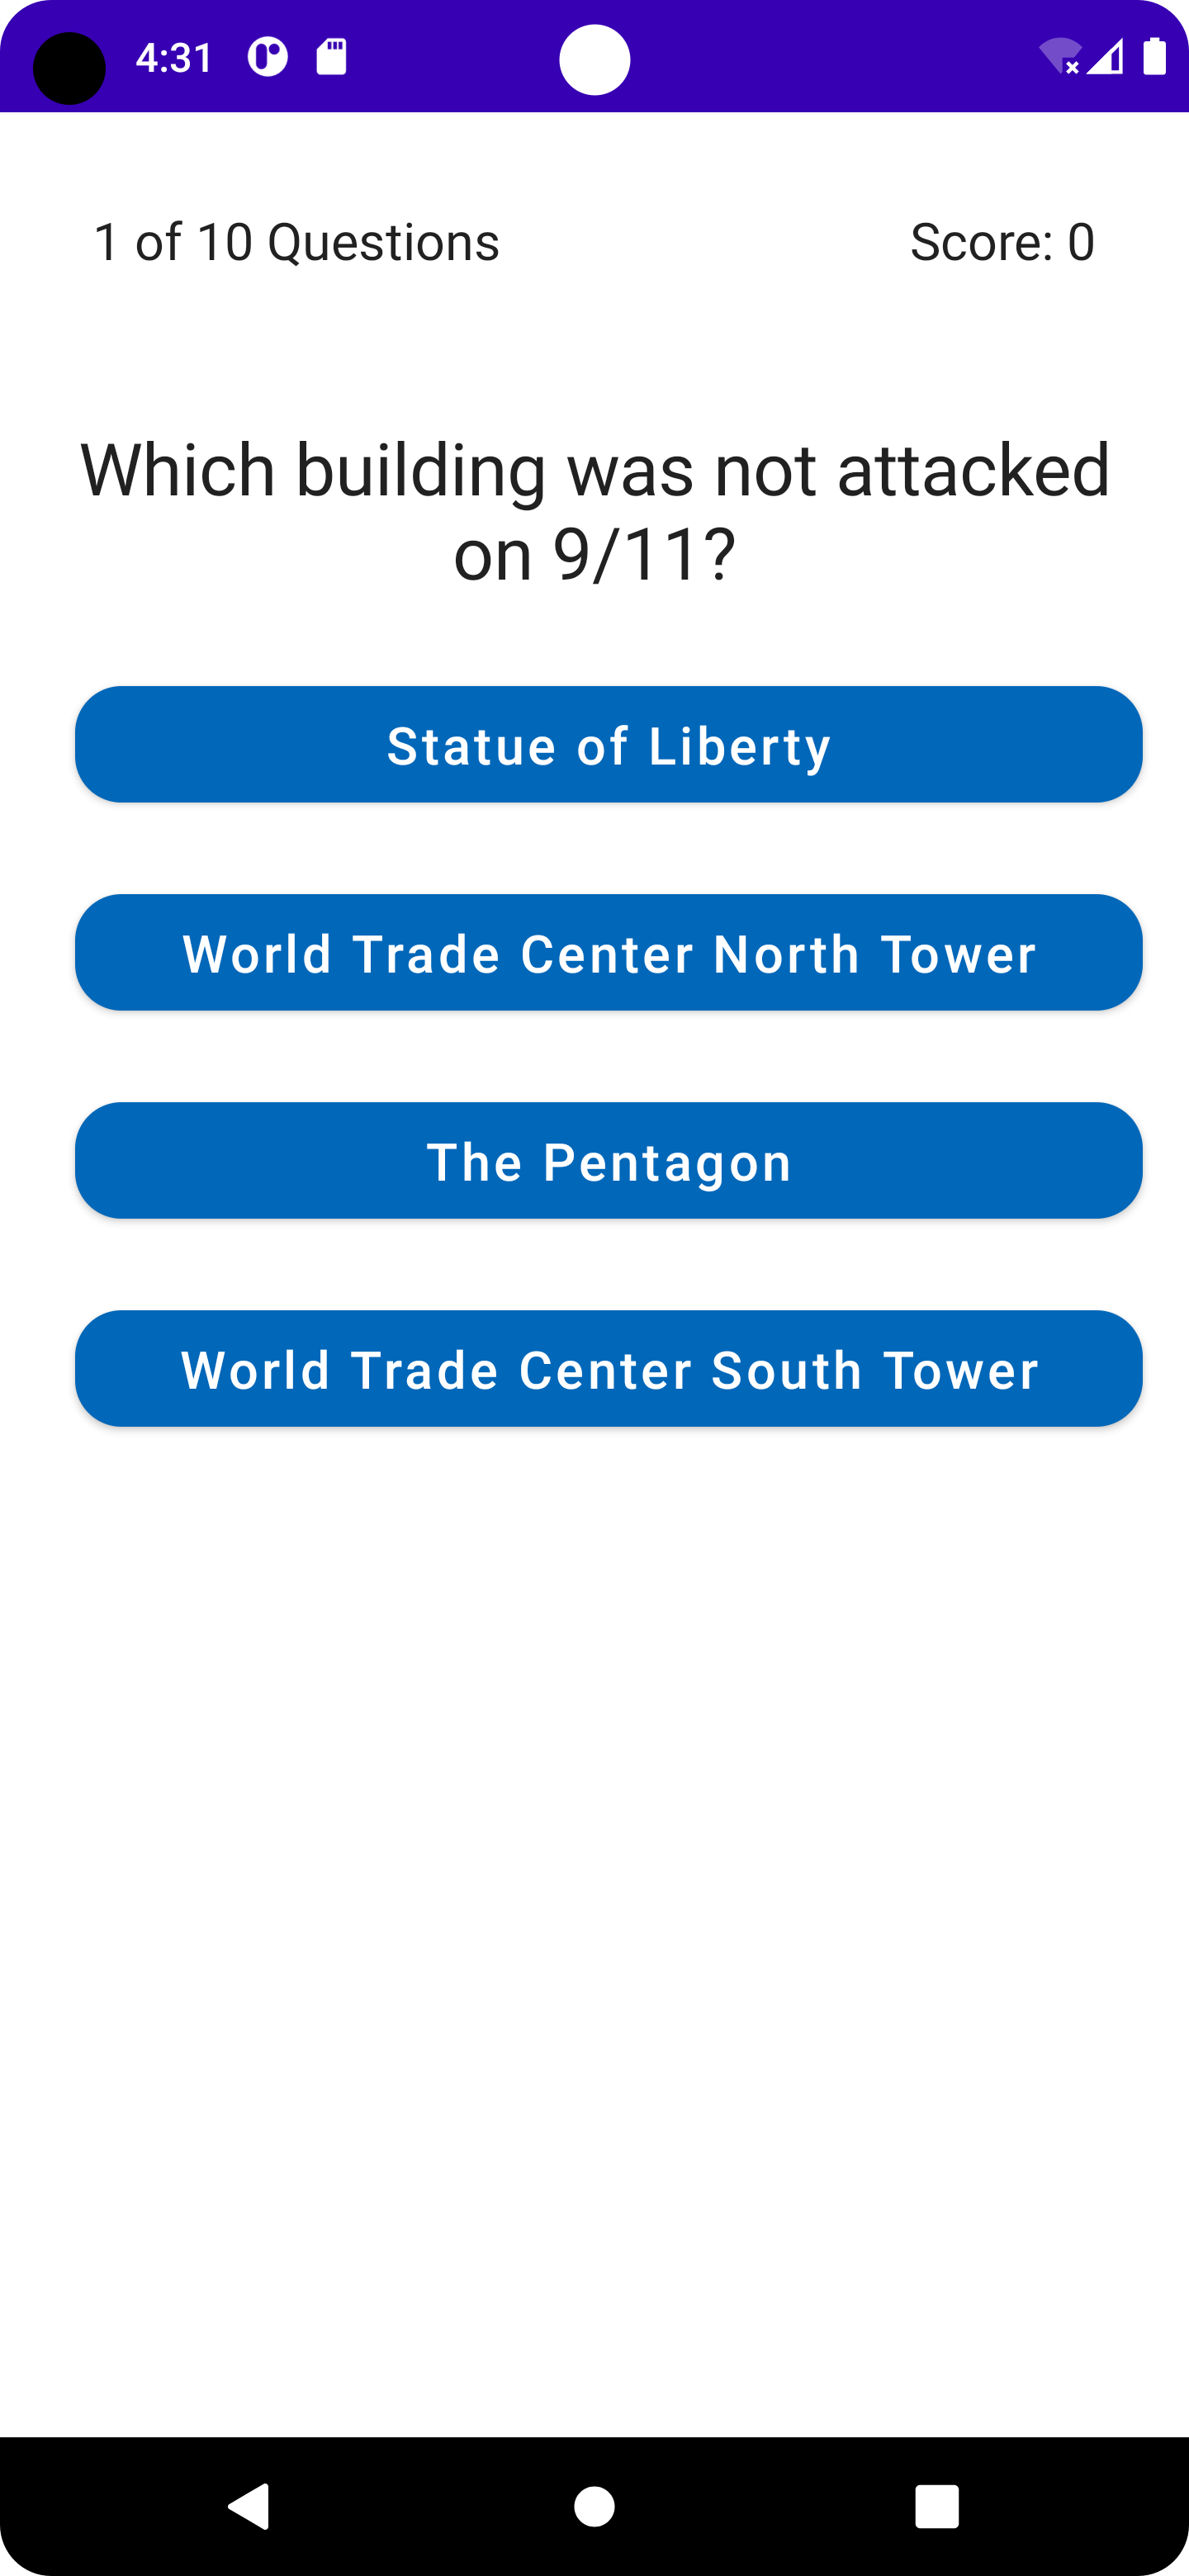 4:31
1 of 10 Questions
Score: 0
Which building was not attacked
on 9/11?
Statue of Liberty
World Trade Center North Tower
The Pentagon
World Trade Center South Tower